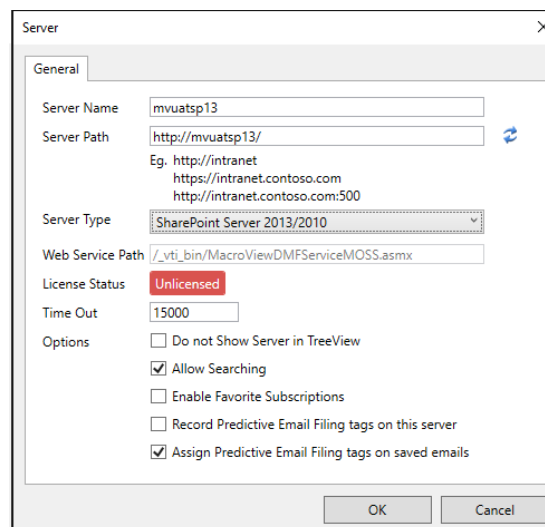 Server
General
Server Name mvuatsp13
Server Path http://mvuatsp13/
Eg. http://intranet
https://intranet.contoso.com
http://intranet.contoso.com:500
Server Type SharePoint Server 2013/2010
Web Service Path /_vti_bin/MacroViewDMFServiceMOSS.asmx
License Status Unlicensed
Time Out 15000
Options Do not Show Server in TreeView
Allow Searching
Enable Favorite Subscriptions
Record Predictive Email Filing tags on this server
Assign Predictive Email Filing tags on saved emails
OK Cancel